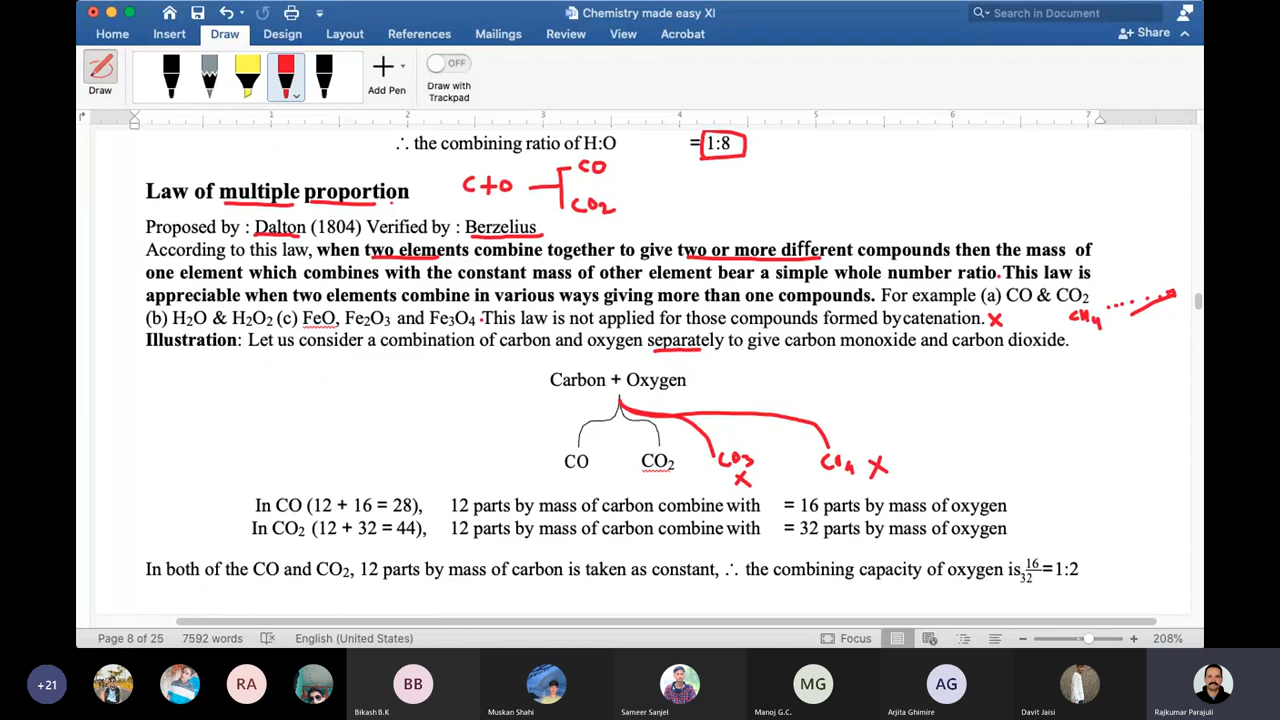 Chemistry made easy XI
Search in Document
Home Insert Draw Design Layout References Mailings Review View Acrobat Share
Draw
Add Pen
OFF
Draw with
Trackpad
1 2 3 4 5 6 7
∴ the combining ratio of H:O = 1:8
C+O CO
CO2
Law of multiple proportion
Proposed by : Dalton (1804) Verified by : Berzelius
According to this law, when two elements combine together to give two or more different compounds then the mass of
one element which combines with the constant mass of other element bear a simple whole number ratio. This law is
appreciable when two elements combine in various ways giving more than one compounds. For example (a) CO & CO2
(b) H2O & H2O2 (c) FeO, Fe2O3 and Fe3O4 .This law is not applied for those compounds formed by catenation. X CH4
Illustration: Let us consider a combination of carbon and oxygen separately to give carbon monoxide and carbon dioxide.
Carbon + Oxygen
CO CO2 CO3 X CO4 X
In CO (12 + 16 = 28), 12 parts by mass of carbon combine with = 16 parts by mass of oxygen
In CO2 (12 + 32 = 44), 12 parts by mass of carbon combine with = 32 parts by mass of oxygen
In both of the CO and CO2, 12 parts by mass of carbon is taken as constant, ∴ the combining capacity of oxygen is 16/32 = 1:2
Page 8 of 25 7592 words English (United States) Focus 208%
+21 RA BB MG AG
Bikash B.K Muskan Shahi Sameer Sanjel Manoj G.C. Arjita Ghimire Davit Jaisi Rajkumar Parajuli